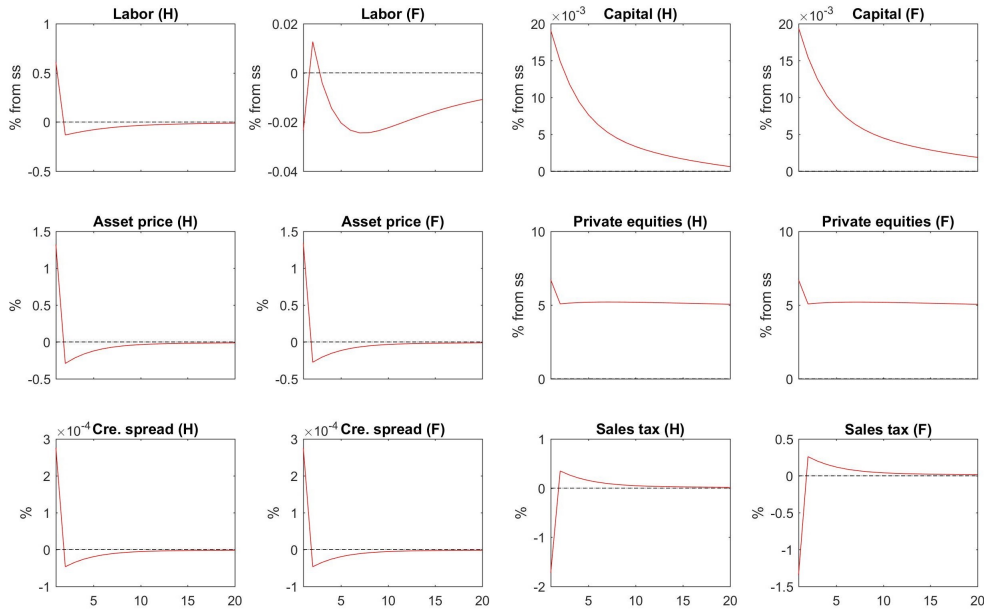 Labor (H)
1
0.5
0
-0.5
% from ss
Labor (F)
0.02
0
-0.02
-0.04
% from ss
Capital (H)
×10⁻³
20
15
10
5
0
% from ss
Capital (F)
×10⁻³
20
15
10
5
0
Asset price (H)
1.5
1
0.5
0
-0.5
%
Asset price (F)
1.5
1
0.5
0
-0.5
%
Private equities (H)
10
5
0
% from ss
Private equities (F)
10
5
0
% from ss
×10⁻⁴ Cre. spread (H)
3
2
1
0
-1
%
5 10 15 20
×10⁻⁴ Cre. spread (F)
3
2
1
0
-1
%
5 10 15 20
Sales tax (H)
1
0
-1
-2
%
5 10 15 20
Sales tax (F)
0.5
0
-0.5
-1
-1.5
%
5 10 15 20